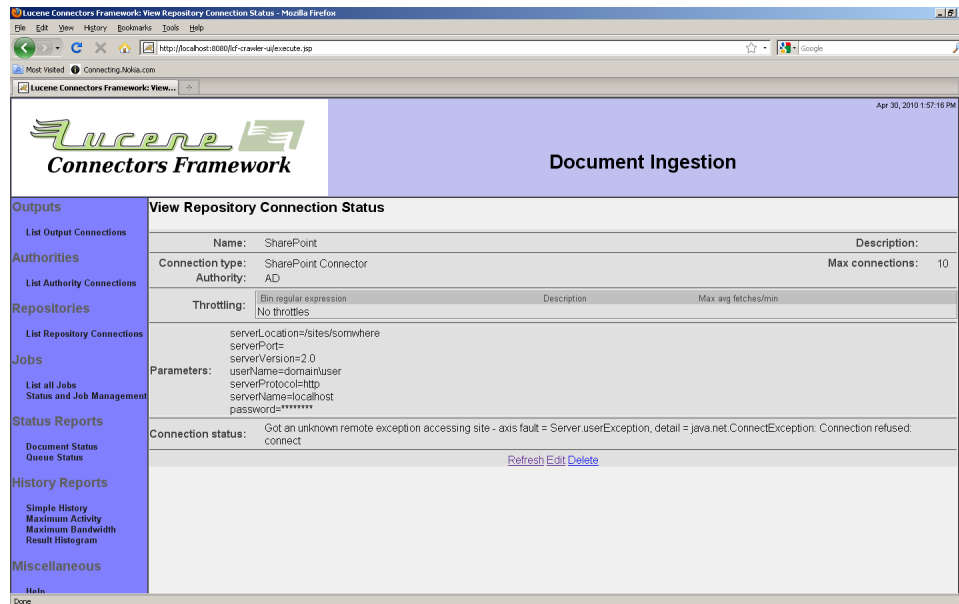 Lucene Connectors Framework: View Repository Connection Status - Mozilla Firefox
File Edit View History Bookmarks Tools Help
http://localhost:8080/lcf-crawler-ui/execute.jsp
Google
Most Visited Connecting.Nokia.com
Lucene Connectors Framework: View...
Apr 30, 2010 1:57:16 PM
Lucene
Connectors Framework
Document Ingestion
Outputs
List Output Connections
Authorities
List Authority Connections
Repositories
List Repository Connections
Jobs
List all Jobs
Status and Job Management
Status Reports
Document Status
Queue Status
History Reports
Simple History
Maximum Activity
Maximum Bandwidth
Result Histogram
Miscellaneous
Help
View Repository Connection Status
Name: SharePoint Description:
Connection type: SharePoint Connector Max connections: 10
Authority: AD
Throttling:
Bin regular expression Description Max avg fetches/min
No throttles
Parameters:
serverLocation=/sites/somwhere
serverPort=
serverVersion=2.0
userName=domain\user
serverProtocol=http
serverName=localhost
password=********
Connection status: Got an unknown remote exception accessing site - axis fault = Server.userException, detail = java.net.ConnectException: Connection refused:
connect
Refresh Edit Delete
Done